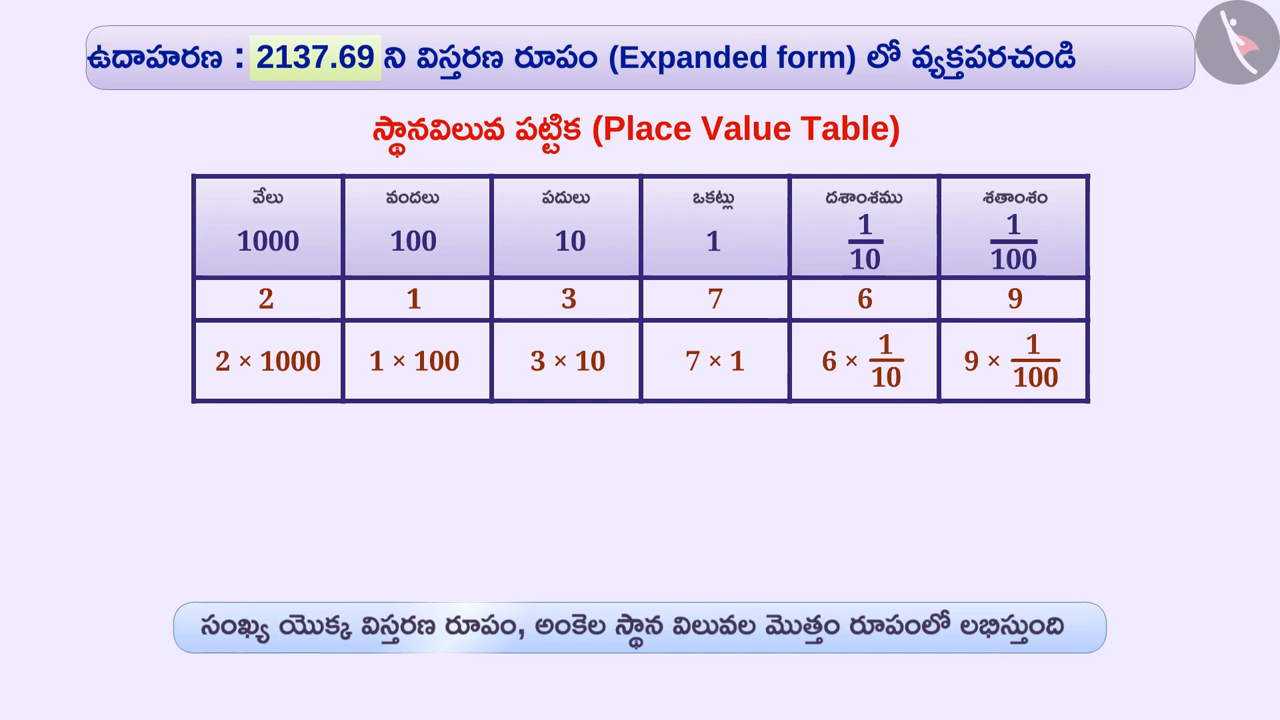 ఉదాహరణ : 2137.69 ని విస్తరణ రూపం (Expanded form) లో వ్యక్తపరచండి
స్థానవిలువ పట్టిక (Place Value Table)
వేలు వందలు పదులు ఒకట్లు దశాంశము శతాంశం
1000 100 10 1 1/10 1/100
2 1 3 7 6 9
2 × 1000 1 × 100 3 × 10 7 × 1 6 × 1/10 9 × 1/100
సంఖ్య యొక్క విస్తరణ రూపం, అంకెల స్థాన విలువల మొత్తం రూపంలో లభిస్తుంది